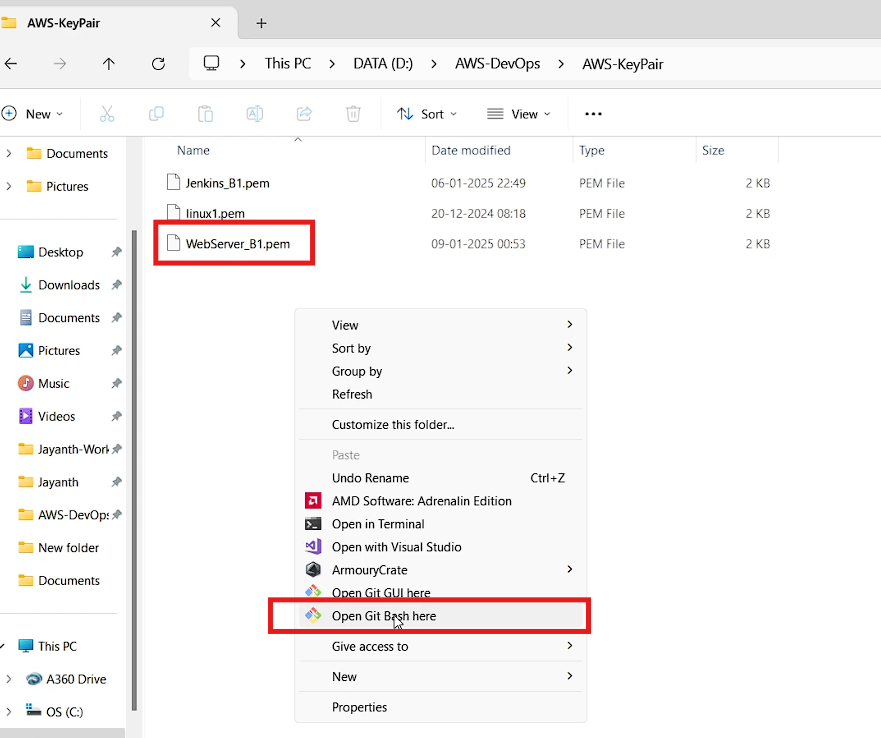 AWS-KeyPair
This PC > DATA (D:) > AWS-DevOps > AWS-KeyPair
New Sort View
Name Date modified Type Size
Jenkins_B1.pem 06-01-2025 22:49 PEM File 2 KB
linux1.pem 20-12-2024 08:18 PEM File 2 KB
WebServer_B1.pem 09-01-2025 00:53 PEM File 2 KB
Documents
Pictures
Desktop
Downloads
Documents
Pictures
Music
Videos
Jayanth-Work
Jayanth
AWS-DevOps
New folder
Documents
This PC
A360 Drive
OS (C:)
View
Sort by
Group by
Refresh
Customize this folder...
Paste
Undo Rename Ctrl+Z
AMD Software: Adrenalin Edition
Open in Terminal
Open with Visual Studio
ArmouryCrate
Open Git GUI here
Open Git Bash here
Give access to
New
Properties